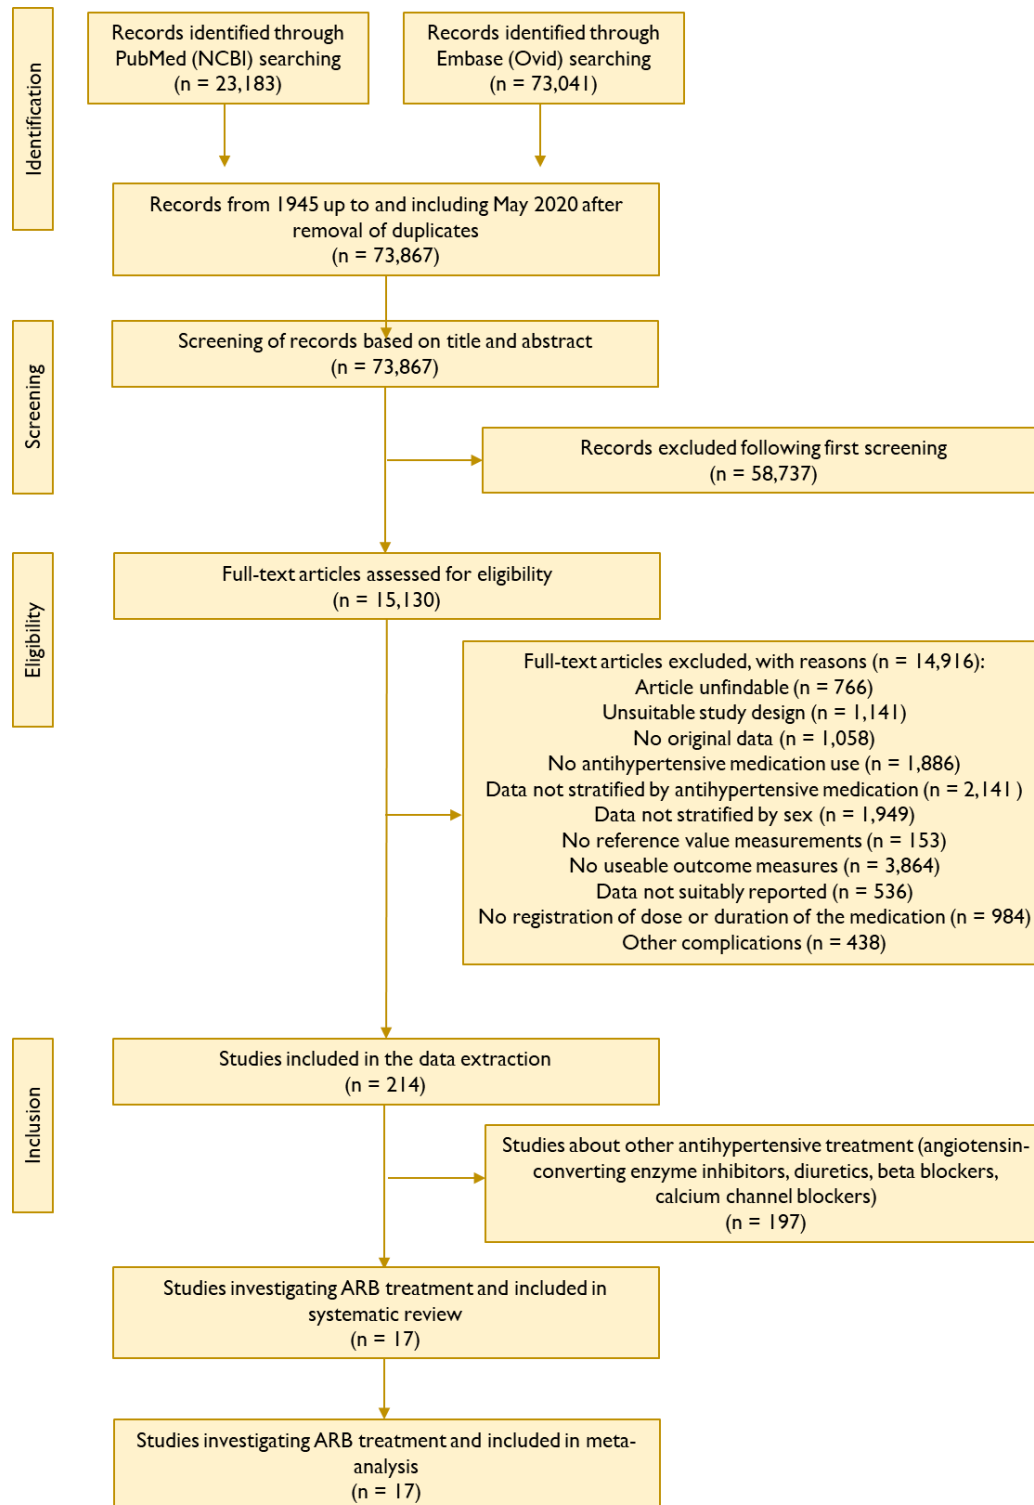 Identification
Records identified through
PubMed (NCBI) searching
(n = 23,183)
Records identified through
Embase (Ovid) searching
(n = 73,041)
Records from 1945 up to and including May 2020 after
removal of duplicates
(n = 73,867)
Screening
Screening of records based on title and abstract
(n = 73,867)
Records excluded following first screening
(n = 58,737)
Eligibility
Full-text articles assessed for eligibility
(n = 15,130)
Full-text articles excluded, with reasons (n = 14,916):
Article unfindable (n = 766)
Unsuitable study design (n = 1,141)
No original data (n = 1,058)
No antihypertensive medication use (n = 1,886)
Data not stratified by antihypertensive medication (n = 2,141 )
Data not stratified by sex (n = 1,949)
No reference value measurements (n = 153)
No useable outcome measures (n = 3,864)
Data not suitably reported (n = 536)
No registration of dose or duration of the medication (n = 984)
Other complications (n = 438)
Inclusion
Studies included in the data extraction
(n = 214)
Studies about other antihypertensive treatment (angiotensin-
converting enzyme inhibitors, diuretics, beta blockers,
calcium channel blockers)
(n = 197)
Studies investigating ARB treatment and included in
systematic review
(n = 17)
Studies investigating ARB treatment and included in meta-
analysis
(n = 17)